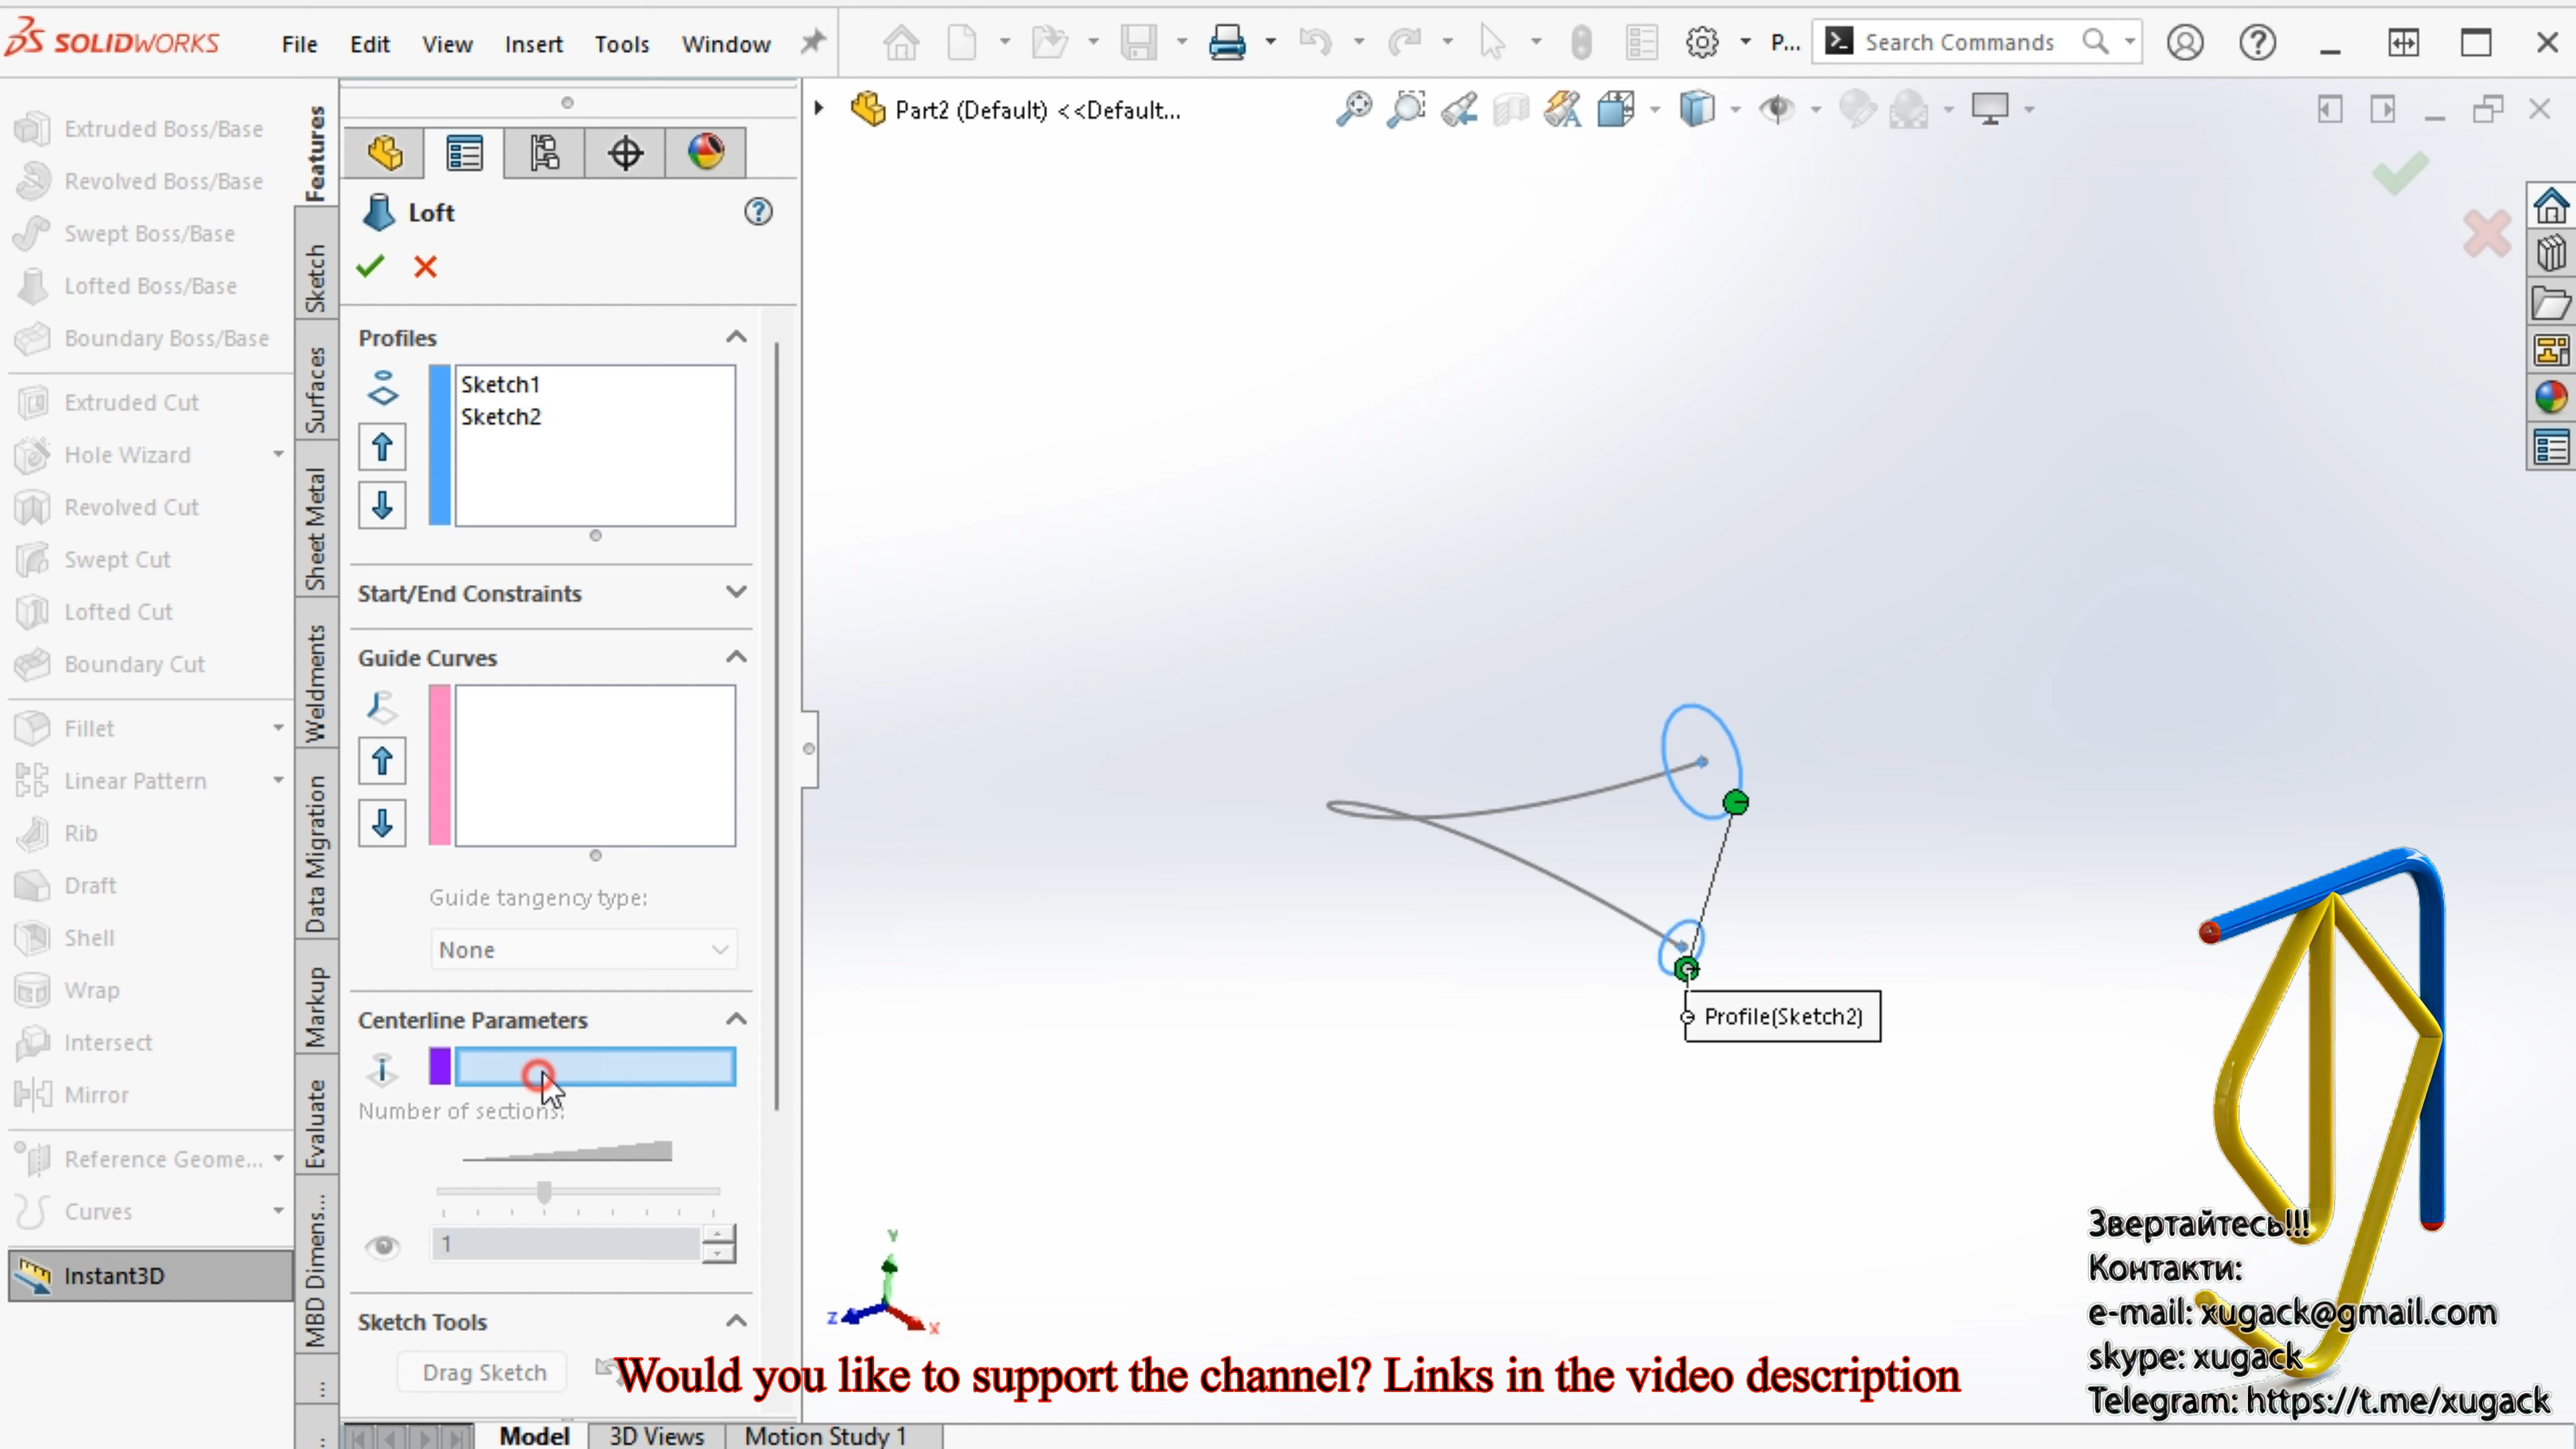 SOLIDWORKS
File Edit View Insert Tools Window
P...
Search Commands
Extruded Boss/Base
Revolved Boss/Base
Swept Boss/Base
Lofted Boss/Base
Boundary Boss/Base
Extruded Cut
Hole Wizard
Revolved Cut
Swept Cut
Lofted Cut
Boundary Cut
Fillet
Linear Pattern
Rib
Draft
Shell
Wrap
Intersect
Mirror
Reference Geome...
Curves
Instant3D
Features
Sketch
Surfaces
Sheet Metal
Weldments
Data Migration
Markup
Evaluate
MBD Dimens...
...
Loft
Profiles
Sketch1
Sketch2
Start/End Constraints
Guide Curves
Guide tangency type:
None
Centerline Parameters
Number of sections:
1
Sketch Tools
Drag Sketch
Part2 (Default) <<Default...
Profile(Sketch2)
Y
Z
X
Звертайтесь!!!
Контакти:
e-mail: xugack@gmail.com
skype: xugack
Telegram: https://t.me/xugack
Would you like to support the channel? Links in the video description
Model 3D Views Motion Study 1